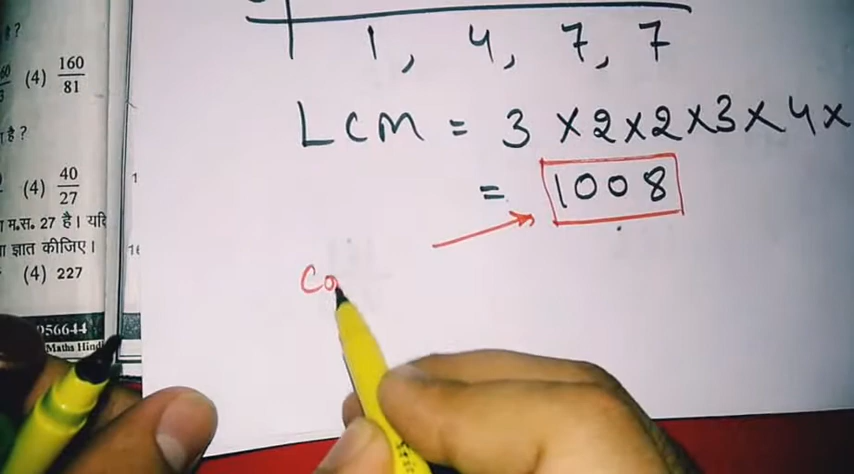 है ?
(4) 160/81
है ?
(4) 40/27
म.स. 27 है। यदि
ज्ञात कीजिए।
(4) 227
956644
Maths Hindi
1, 4, 7, 7
LCM = 3 × 2 × 2 × 3 × 4 ×
= 1008
Co